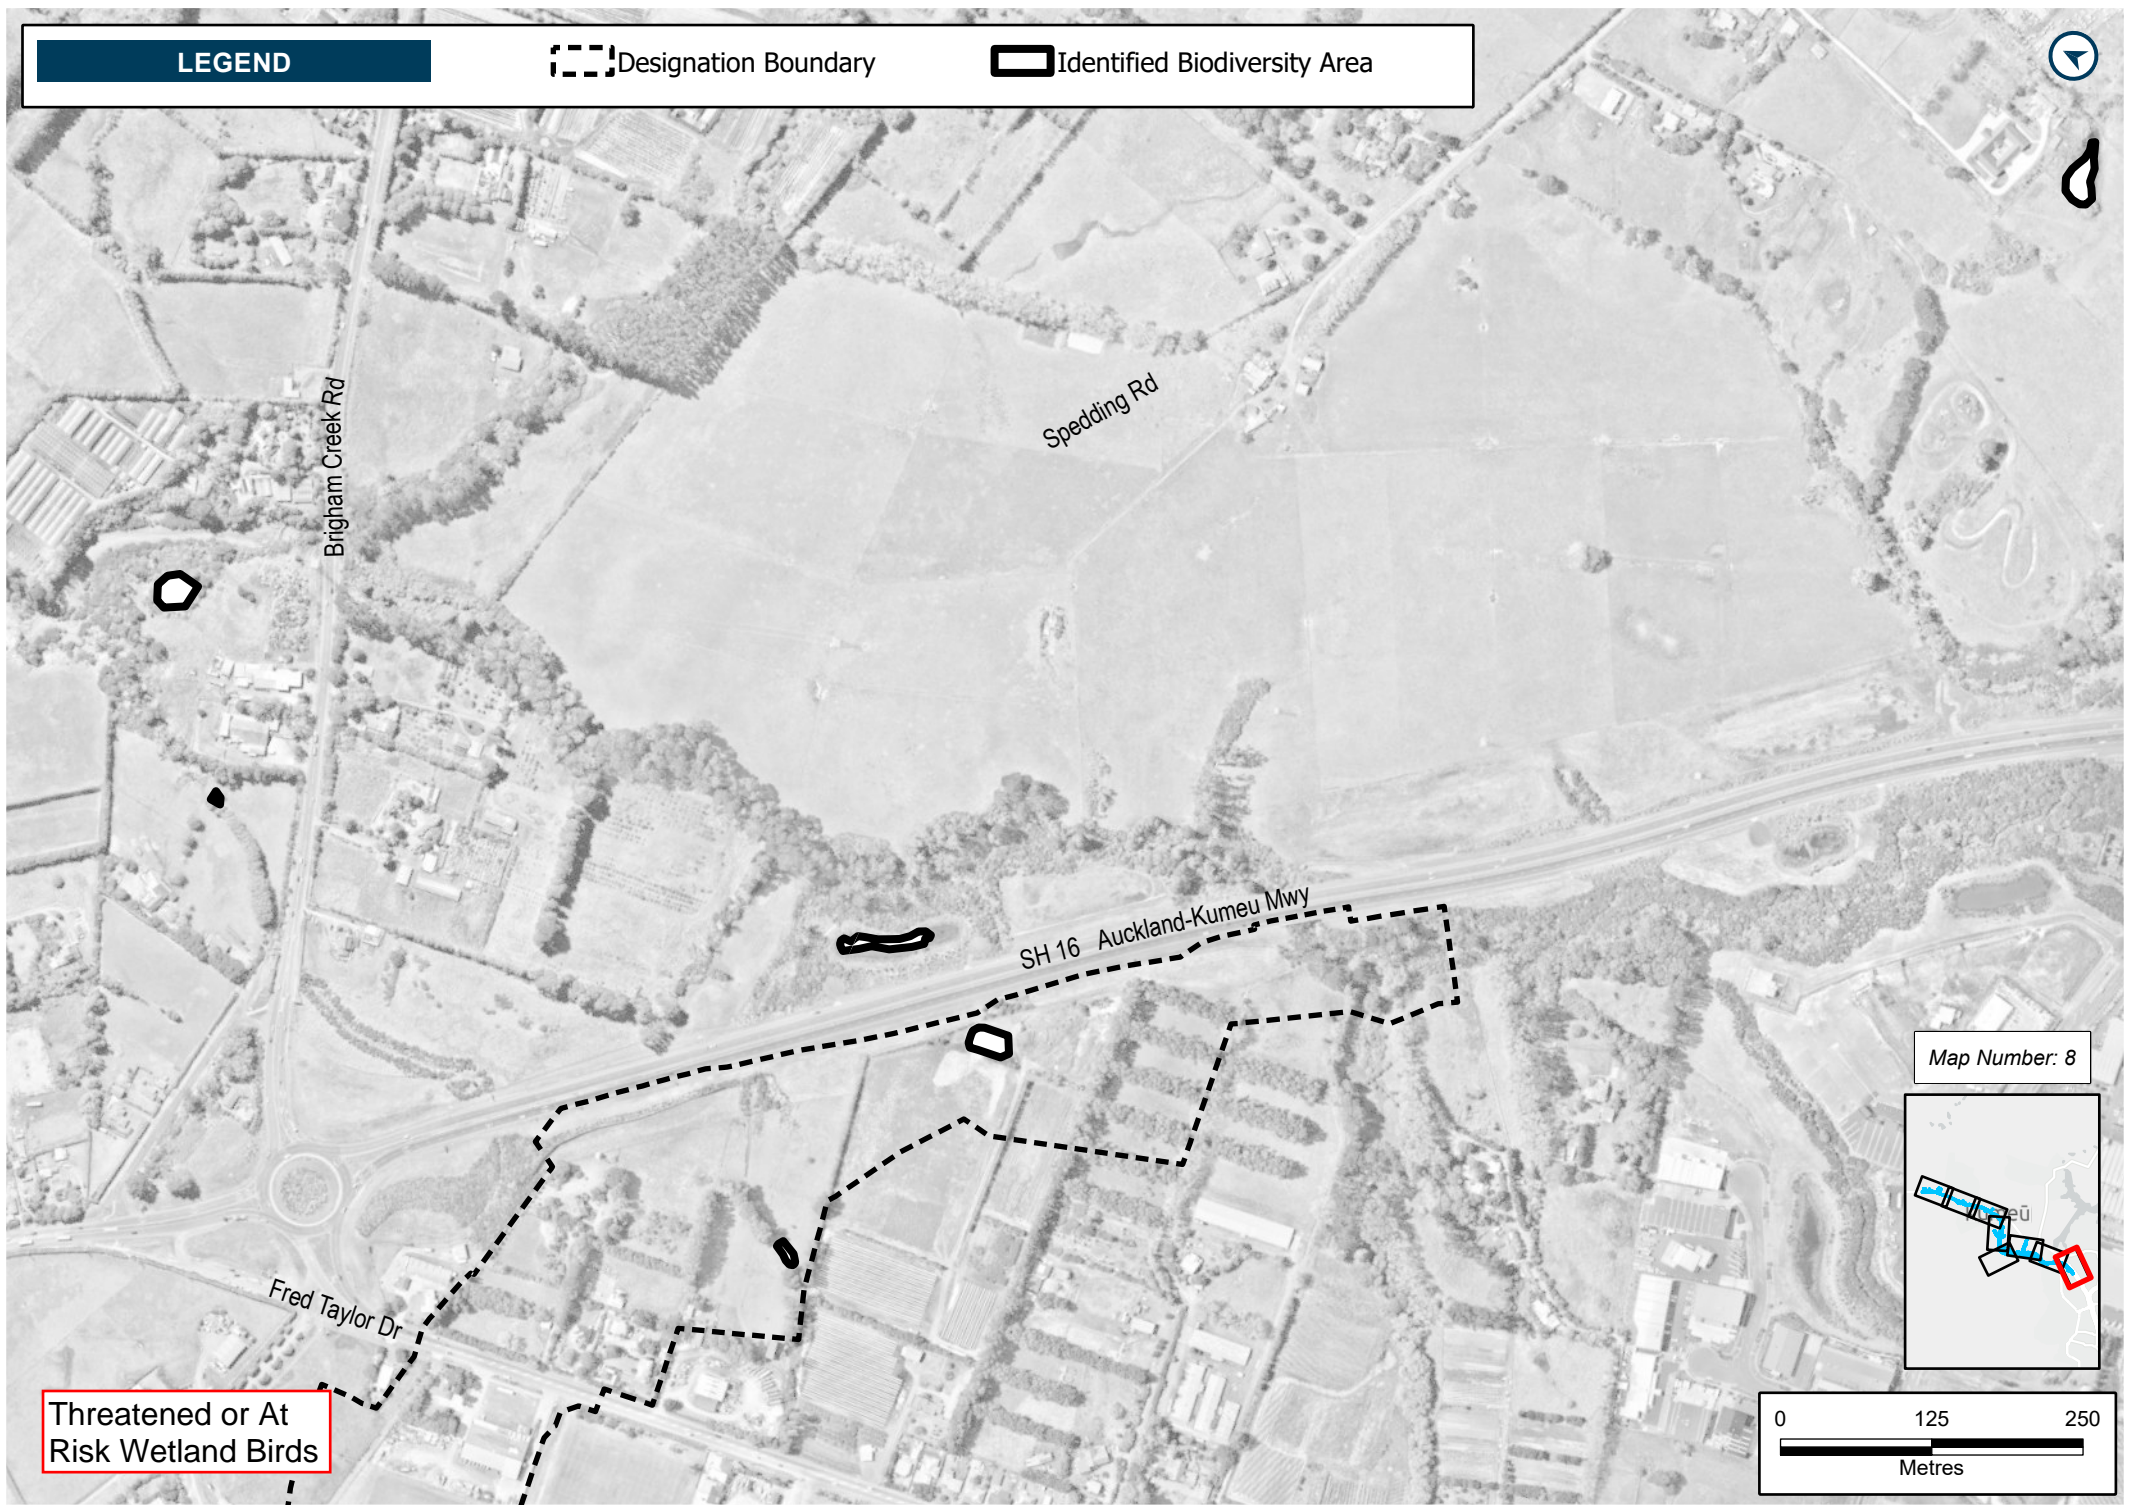 LEGEND
Designation Boundary
Identified Biodiversity Area
Brigham Creek Rd
Spedding Rd
SH 16 Auckland-Kumeu Mwy
Fred Taylor Dr
Map Number: 8
Threatened or At
Risk Wetland Birds
0 125 250
Metres